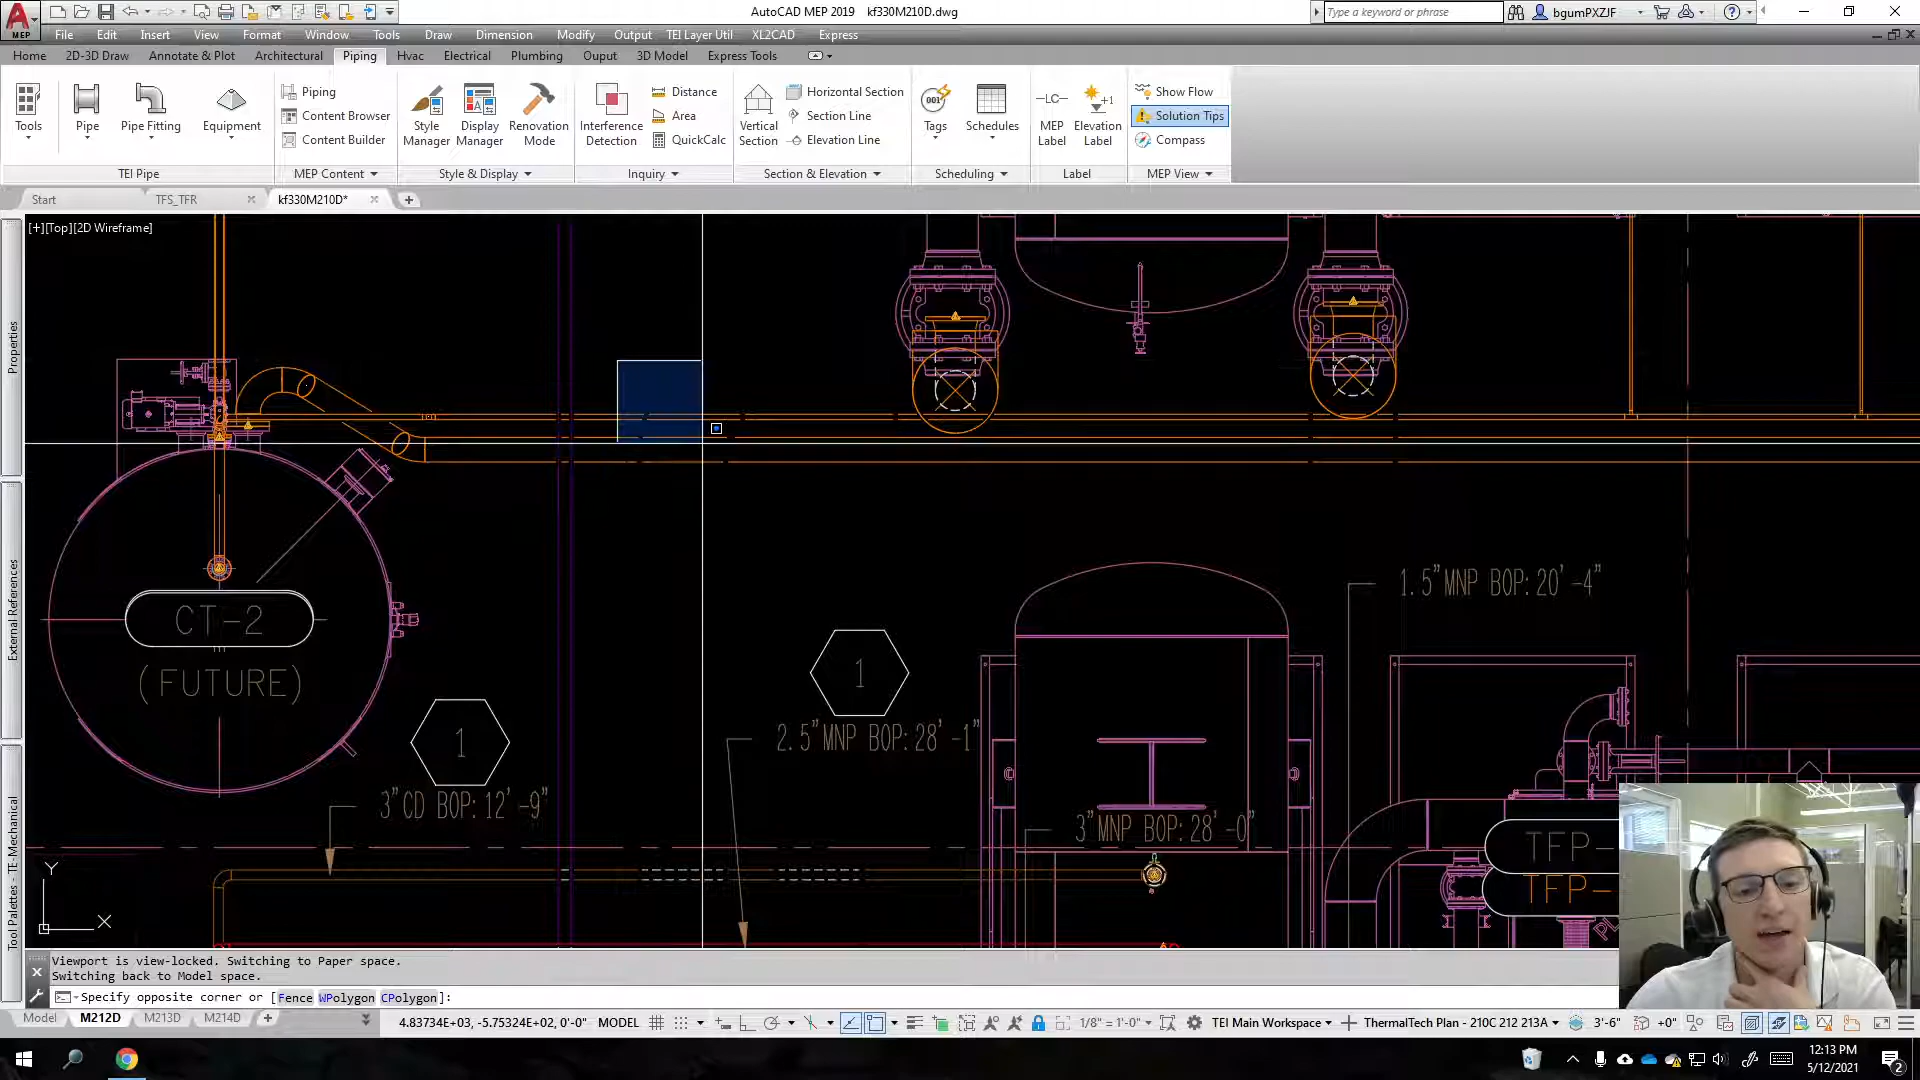 AutoCAD MEP 2019 kf330M210D.dwg
Type a keyword or phrase
bgumPXZJF
MEP
File Edit Insert View Format Window Tools Draw Dimension Modify Output TEI Layer Util XL2CAD Express
Home 2D-3D Draw Annotate & Plot Architectural Piping Hvac Electrical Plumbing Ouput 3D Model Express Tools
Tools
Pipe
Pipe Fitting
Equipment
TEI Pipe
Piping
Content Browser
Content Builder
MEP Content
Style Manager
Display Manager
Renovation Mode
Style & Display
Interference Detection
Distance
Area
QuickCalc
Inquiry
Vertical Section
Horizontal Section
Section Line
Elevation Line
Section & Elevation
Tags
Schedules
Scheduling
MEP Label
Elevation Label
Label
Show Flow
Solution Tips
Compass
MEP View
Start TFS_TFR kf330M210D*
[+][Top][2D Wireframe]
Properties
External References
Tool Palettes - TE-Mechanical
CT-2
(FUTURE)
1
3"CD BOP: 12'-9"
1
2.5"MNP BOP: 28'-1"
1.5"MNP BOP: 20'-4"
3"MNP BOP: 28'-0"
TFP-
TFP-
Y
X
Viewport is view-locked. Switching to Paper space.
Switching back to Model space.
Specify opposite corner or [Fence WPolygon CPolygon]:
Model M212D M213D M214D
4.83734E+03, -5.75324E+02, 0'-0" MODEL
1/8" = 1'-0"
TEI Main Workspace
ThermalTech Plan - 210C 212 213A
3'-6"
+0"
12:13 PM
5/12/2021
2